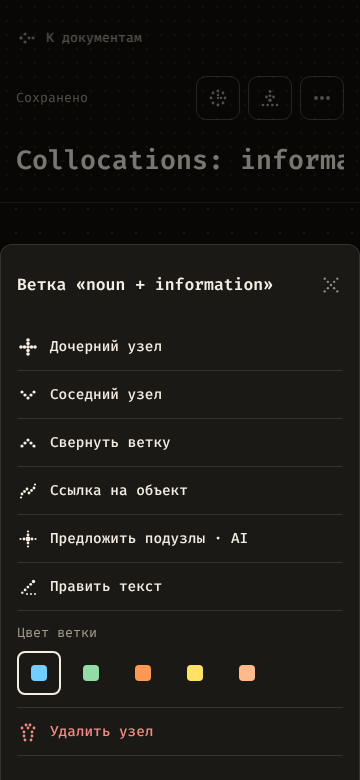 К документам
Сохранено
Collocations: informa
Ветка «noun + information»
Дочерний узел
Соседний узел
Свернуть ветку
Ссылка на объект
Предложить подузлы · AI
Править текст
Цвет ветки
Удалить узел